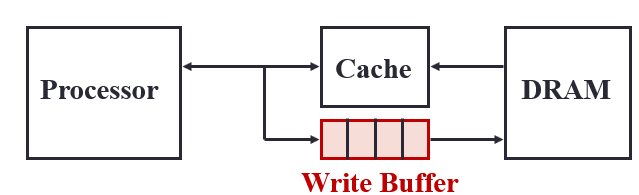 Processor
Cache
DRAM
Write Buffer